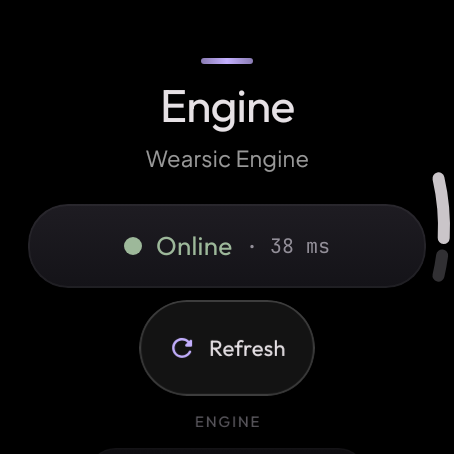 Engine
Wearsic Engine
Online · 38 ms
Refresh
ENGINE